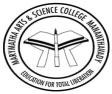 MARYMATHA ARTS & SCIENCE COLLEGE, MANANTHAVADY
EDUCATION FOR TOTAL LIBERATION